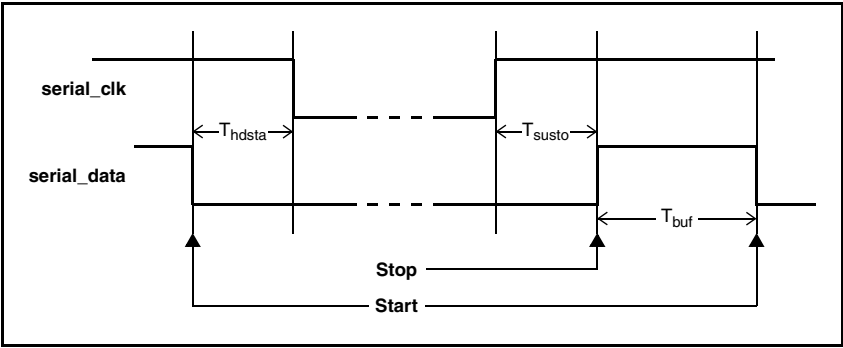 serial_clk
Thdsta
Tsusto
serial_data
Tbuf
Stop
Start